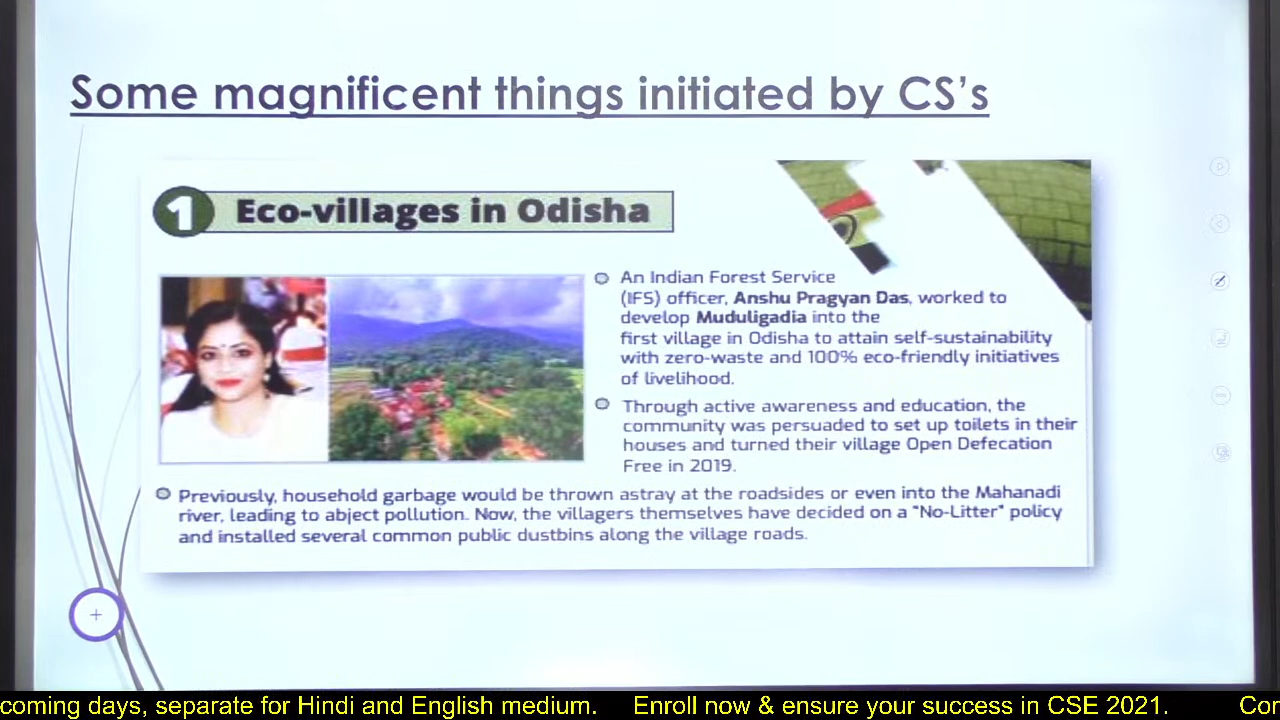 Some magnificent things initiated by CS's
1 Eco-villages in Odisha
An Indian Forest Service
(IFS) officer, Anshu Pragyan Das, worked to
develop Muduligadia into the
first village in Odisha to attain self-sustainability
with zero-waste and 100% eco-friendly initiatives
of livelihood.
Through active awareness and education, the
community was persuaded to set up toilets in their
houses and turned their village Open Defecation
Free in 2019.
Previously, household garbage would be thrown astray at the roadsides or even into the Mahanadi
river, leading to abject pollution. Now, the villagers themselves have decided on a "No-Litter" policy
and installed several common public dustbins along the village roads.
coming days, separate for Hindi and English medium. Enroll now & ensure your success in CSE 2021. Cor